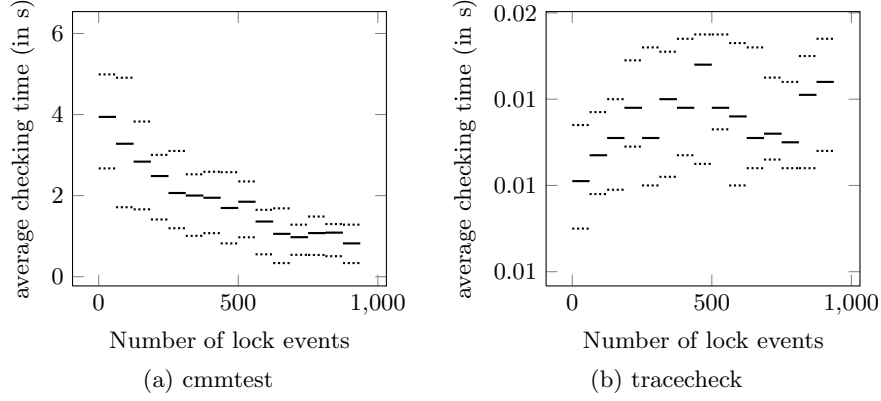 average checking time (in s)
6
4
2
0
0
500
1,000
Number of lock events
(a) cmmtest
average checking time (in s)
0.02
0.01
0.01
0.01
0
500
1,000
Number of lock events
(b) tracecheck